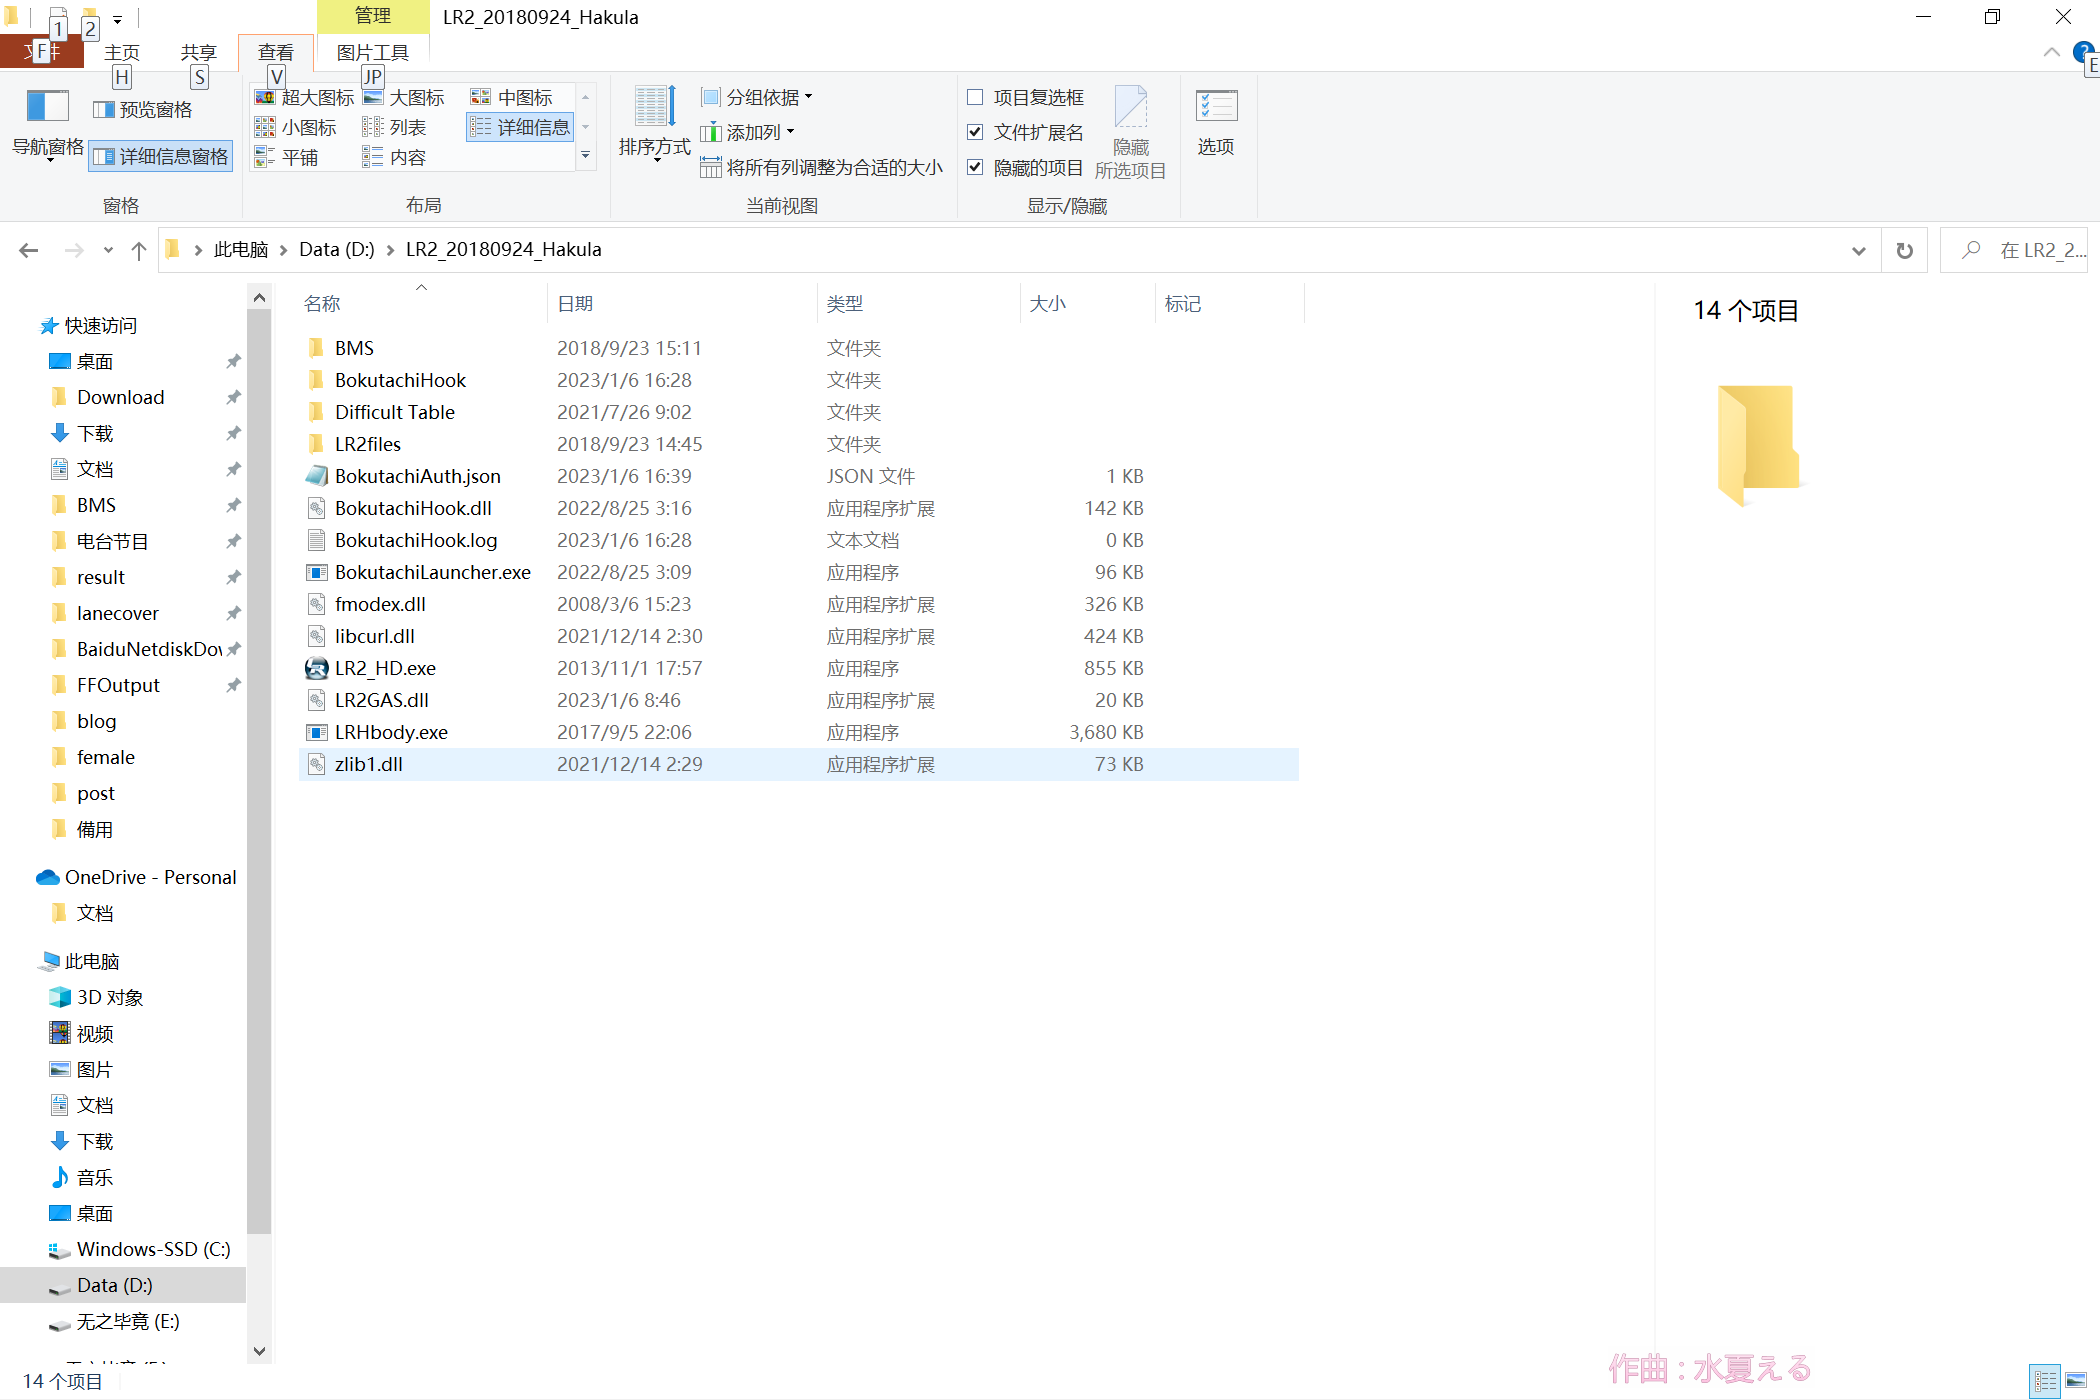 1
2
管理
LR2_20180924_Hakula
F
主页
共享
查看
图片工具
H
S
V
JP
E
导航窗格
预览窗格
详细信息窗格
窗格
超大图标
大图标
中图标
小图标
列表
详细信息
平铺
内容
布局
排序方式
分组依据
添加列
将所有列调整为合适的大小
当前视图
项目复选框
文件扩展名
隐藏的项目
隐藏
所选项目
显示/隐藏
选项
此电脑 > Data (D:) > LR2_20180924_Hakula
在 LR2_2...
快速访问
桌面
Download
下载
文档
BMS
电台节目
result
lanecover
BaiduNetdiskDow
FFOutput
blog
female
post
備用
OneDrive - Personal
文档
此电脑
3D 对象
视频
图片
文档
下载
音乐
桌面
Windows-SSD (C:)
Data (D:)
无之毕竟 (E:)
名称 日期 类型 大小 标记
BMS 2018/9/23 15:11 文件夹
BokutachiHook 2023/1/6 16:28 文件夹
Difficult Table 2021/7/26 9:02 文件夹
LR2files 2018/9/23 14:45 文件夹
BokutachiAuth.json 2023/1/6 16:39 JSON 文件 1 KB
BokutachiHook.dll 2022/8/25 3:16 应用程序扩展 142 KB
BokutachiHook.log 2023/1/6 16:28 文本文档 0 KB
BokutachiLauncher.exe 2022/8/25 3:09 应用程序 96 KB
fmodex.dll 2008/3/6 15:23 应用程序扩展 326 KB
libcurl.dll 2021/12/14 2:30 应用程序扩展 424 KB
LR2_HD.exe 2013/11/1 17:57 应用程序 855 KB
LR2GAS.dll 2023/1/6 8:46 应用程序扩展 20 KB
LRHbody.exe 2017/9/5 22:06 应用程序 3,680 KB
zlib1.dll 2021/12/14 2:29 应用程序扩展 73 KB
14 个项目
作曲 : 水夏える
14 个项目